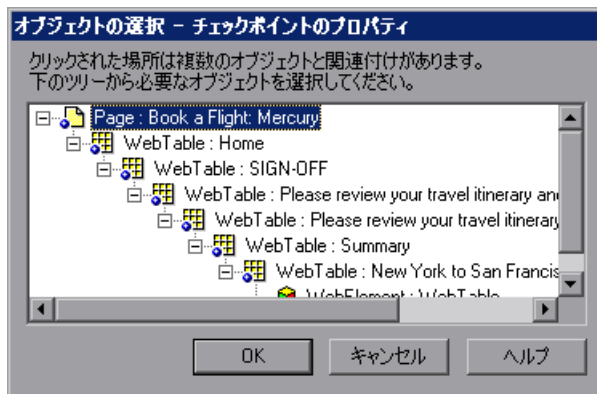 オブジェクトの選択 - チェックポイントのプロパティ
クリックされた場所は複数のオブジェクトと関連付けがあります。
下のツリーから必要なオブジェクトを選択してください。
Page : Book a Flight: Mercury
WebTable : Home
WebTable : SIGN-OFF
WebTable : Please review your travel itinerary an
WebTable : Please review your travel itinerary
WebTable : Summary
WebTable : New York to San Francis
WebElement : WebTable
OK
キャンセル
ヘルプ